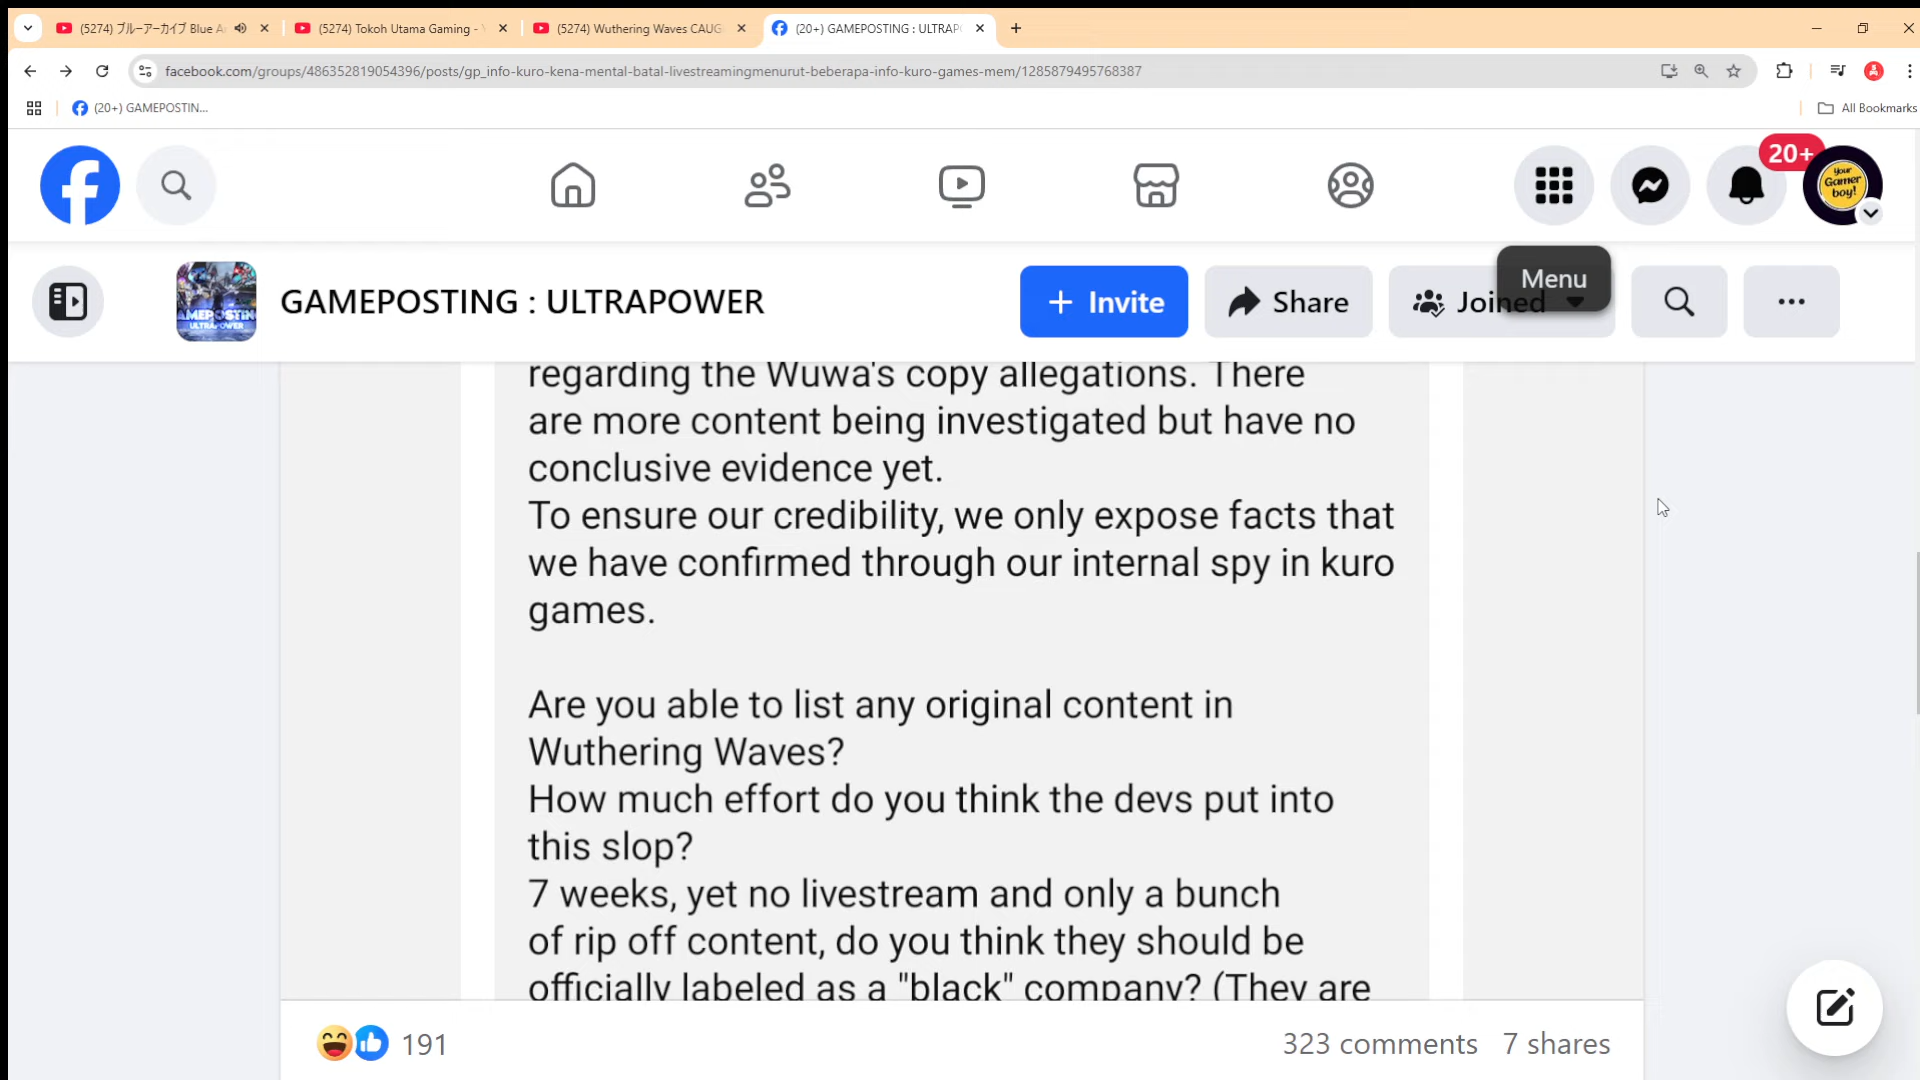 (5274) ブルーアーカイブ Blue A
(5274) Tokoh Utama Gaming -
(5274) Wuthering Waves CAUG
(20+) GAMEPOSTING : ULTRAP
facebook.com/groups/486352819054396/posts/gp_info-kuro-kena-mental-batal-livestreamingmenurut-beberapa-info-kuro-games-mem/1285879495768387
(20+) GAMEPOSTIN...
All Bookmarks
20+
your
Gamer
boy!
GAMEPOSTING : ULTRAPOWER
Invite
Share
Joined
Menu
regarding the Wuwa's copy allegations. There
are more content being investigated but have no
conclusive evidence yet.
To ensure our credibility, we only expose facts that
we have confirmed through our internal spy in kuro
games.
Are you able to list any original content in
Wuthering Waves?
How much effort do you think the devs put into
this slop?
7 weeks, yet no livestream and only a bunch
of rip off content, do you think they should be
officially labeled as a "black" company? (They are
191
323 comments
7 shares